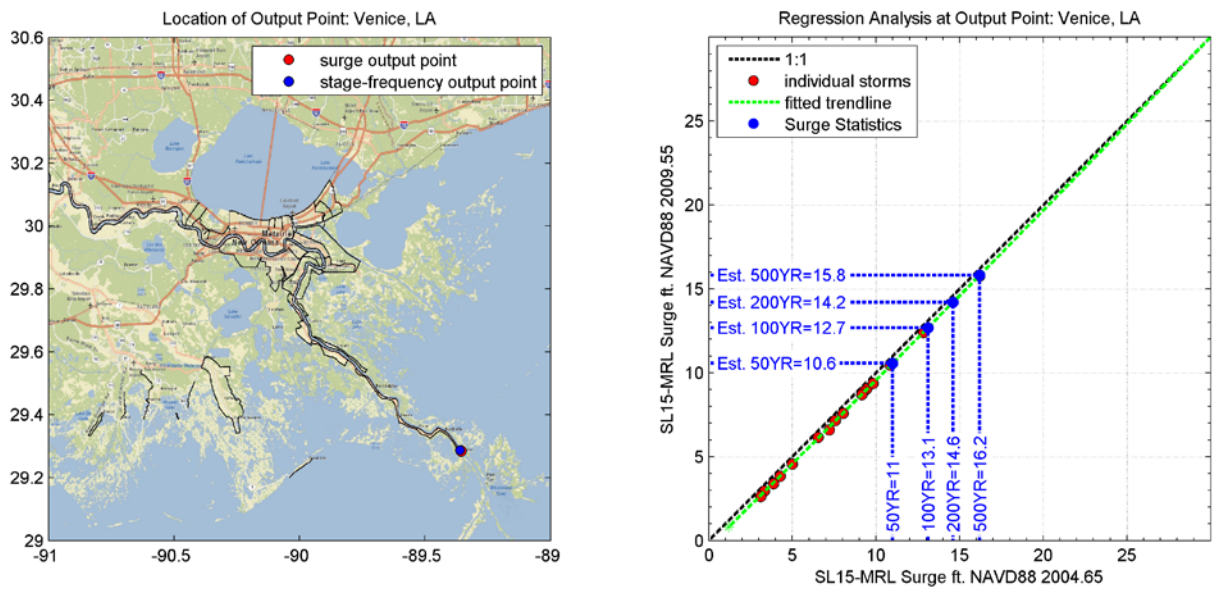 Location of Output Point: Venice, LA
surge output point
stage-frequency output point
30.6
30.4
30.2
30
29.8
29.6
29.4
29.2
29
-91
-90.5
-90
-89.5
-89
New Orleans
Regression Analysis at Output Point: Venice, LA
1:1
individual storms
fitted trendline
Surge Statistics
SL15-MRL Surge ft. NAVD88 2009.55
25
20
15
10
5
0
Est. 500YR=15.8
Est. 200YR=14.2
Est. 100YR=12.7
Est. 50YR=10.6
50YR=11
100YR=13.1
200YR=14.6
500YR=16.2
0
5
10
15
20
25
SL15-MRL Surge ft. NAVD88 2004.65